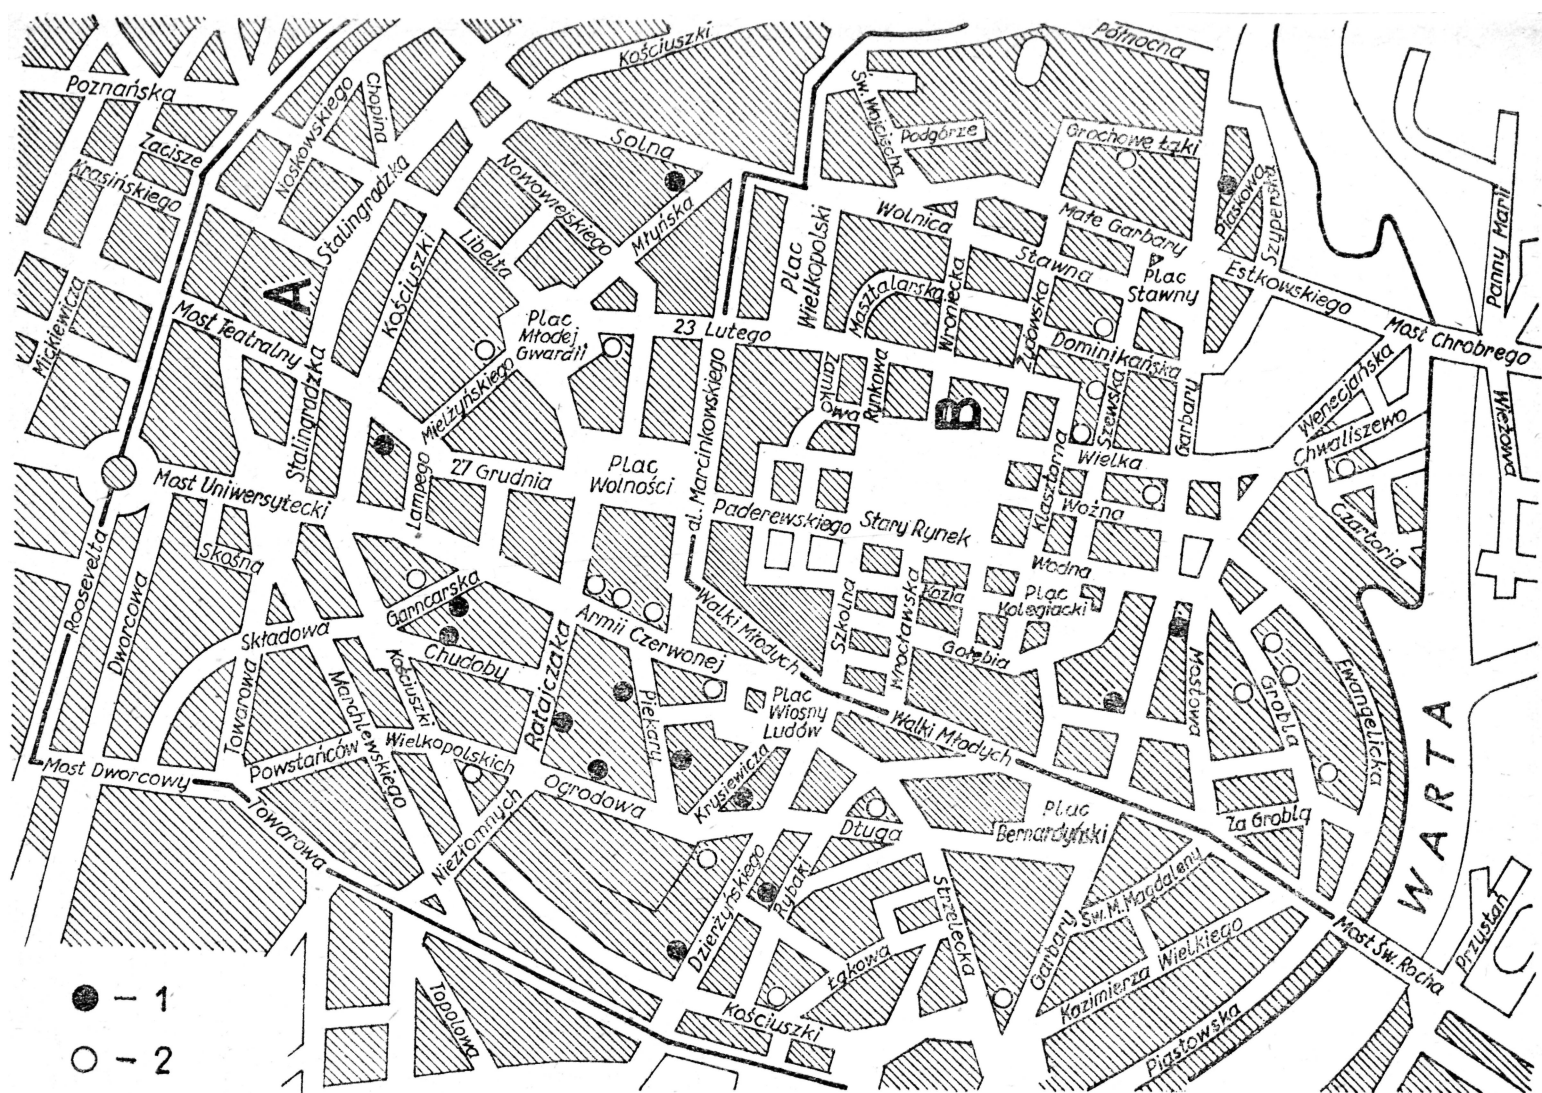 Kościuszki
Północna
Poznańska
Noskowskiego
Chopina
Św. Wojciecha
Podgórze
Grochowe Łąki
Zacisze
Krasińskiego
Solna
Stalingradzka
Nowowiejskiego
Młyńska
Wolnica
Małe Garbary
Piaskowa
Szyperska
Panny Marii
Libelta
Kościuszki
Plac
Wielkopolski
Masztalarska
Wroniecka
Stawna
Plac
Stawny
Estkowskiego
Mickiewicza
A
Most Teatralny
Plac
Młodej
Gwardii
23 Lutego
Żydowska
Dominikańska
Most Chrobrego
Stalingradzka
Mielżyńskiego
al. Marcinkowskiego
Zamkowa
Rynkowa
B
Szewska
Garbary
Wenecjańska
Chwaliszewo
Wieżowa
Most Uniwersytecki
Lampego
27 Grudnia
Plac
Wolności
Klasztorna
Wielka
Woźna
Czartoria
Paderewskiego
Stary Rynek
Wodna
Roosevelta
Skośna
Dworcowa
Garncarska
Składowa
Armii Czerwonej
Walki Młodych
Szkolna
Wrocławska
Kozia
Plac
Kolegiacki
Gołębia
Chudoby
Ratajczaka
Towarowa
Marchlewskiego
Kościuszki
Piekary
Plac
Wiosny
Ludów
Walki Młodych
Mostowa
Grobla
Ewangelicka
WARTA
Most Dworcowy
Powstańców Wielkopolskich
Ogrodowa
Krysiewicza
Długa
Plac
Bernardyński
Za Groblą
Towarowa
Niezłomnych
Dzierżyńskiego
Rybaki
Strzelecka
Garbary
Św. M. Magdaleny
Kazimierza Wielkiego
Most Św. Rocha
Przystań
Łąkowa
Kościuszki
Piastowska
Topolowa
1
2